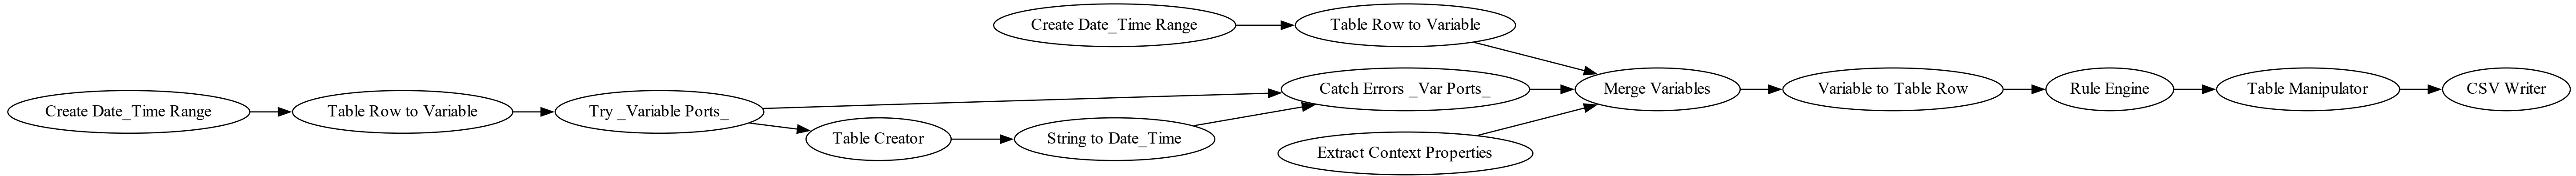 Create Date_Time Range
Table Row to Variable
Create Date_Time Range
Table Row to Variable
Try _Variable Ports_
Catch Errors _Var Ports_
Merge Variables
Variable to Table Row
Rule Engine
Table Manipulator
CSV Writer
Table Creator
String to Date_Time
Extract Context Properties